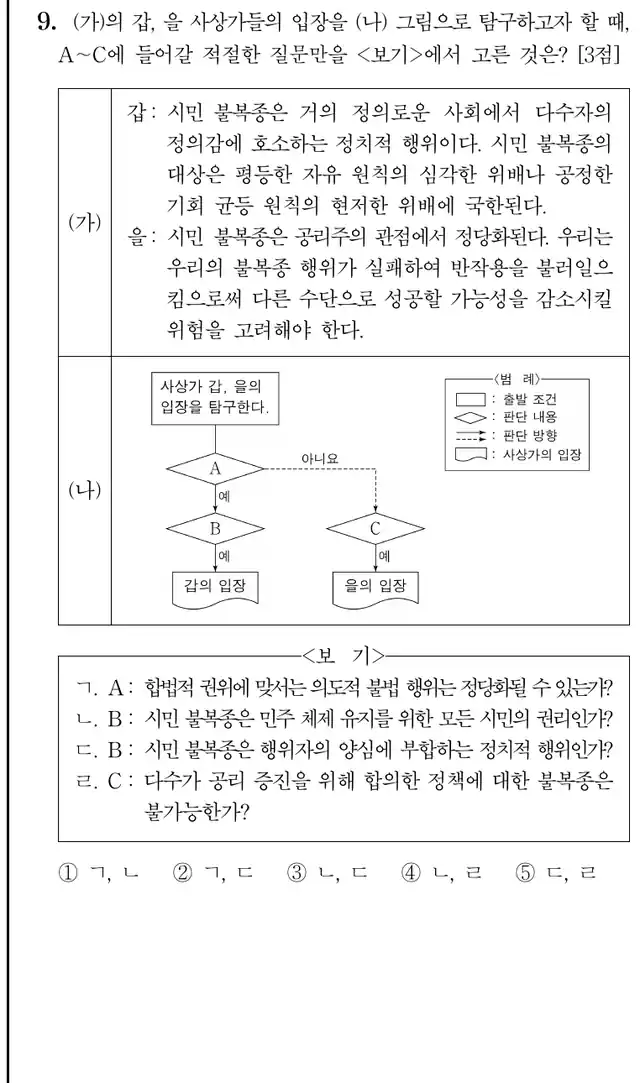 9. (가)의 갑, 을 사상가들의 입장을 (나) 그림으로 탐구하고자 할 때,
A～C에 들어갈 적절한 질문만을 <보기>에서 고른 것은? [3점]
(가)
갑: 시민 불복종은 거의 정의로운 사회에서 다수자의
정의감에 호소하는 정치적 행위이다. 시민 불복종의
대상은 평등한 자유 원칙의 심각한 위배나 공정한
기회 균등 원칙의 현저한 위배에 국한된다.
을: 시민 불복종은 공리주의 관점에서 정당화된다. 우리는
우리의 불복종 행위가 실패하여 반작용을 불러일으
킴으로써 다른 수단으로 성공할 가능성을 감소시킬
위험을 고려해야 한다.
(나)
사상가 갑, 을의
입장을 탐구한다.
<범 례>
: 출발 조건
: 판단 내용
: 판단 방향
: 사상가의 입장
A
아니요
예
B
C
예
예
갑의 입장
을의 입장
<보 기>
ㄱ. A: 합법적 권위에 맞서는 의도적 불법 행위는 정당화될 수 있는가?
ㄴ. B: 시민 불복종은 민주 체제 유지를 위한 모든 시민의 권리인가?
ㄷ. B: 시민 불복종은 행위자의 양심에 부합하는 정치적 행위인가?
ㄹ. C: 다수가 공리 증진을 위해 합의한 정책에 대한 불복종은
불가능한가?
① ㄱ, ㄴ ② ㄱ, ㄷ ③ ㄴ, ㄷ ④ ㄴ, ㄹ ⑤ ㄷ, ㄹ